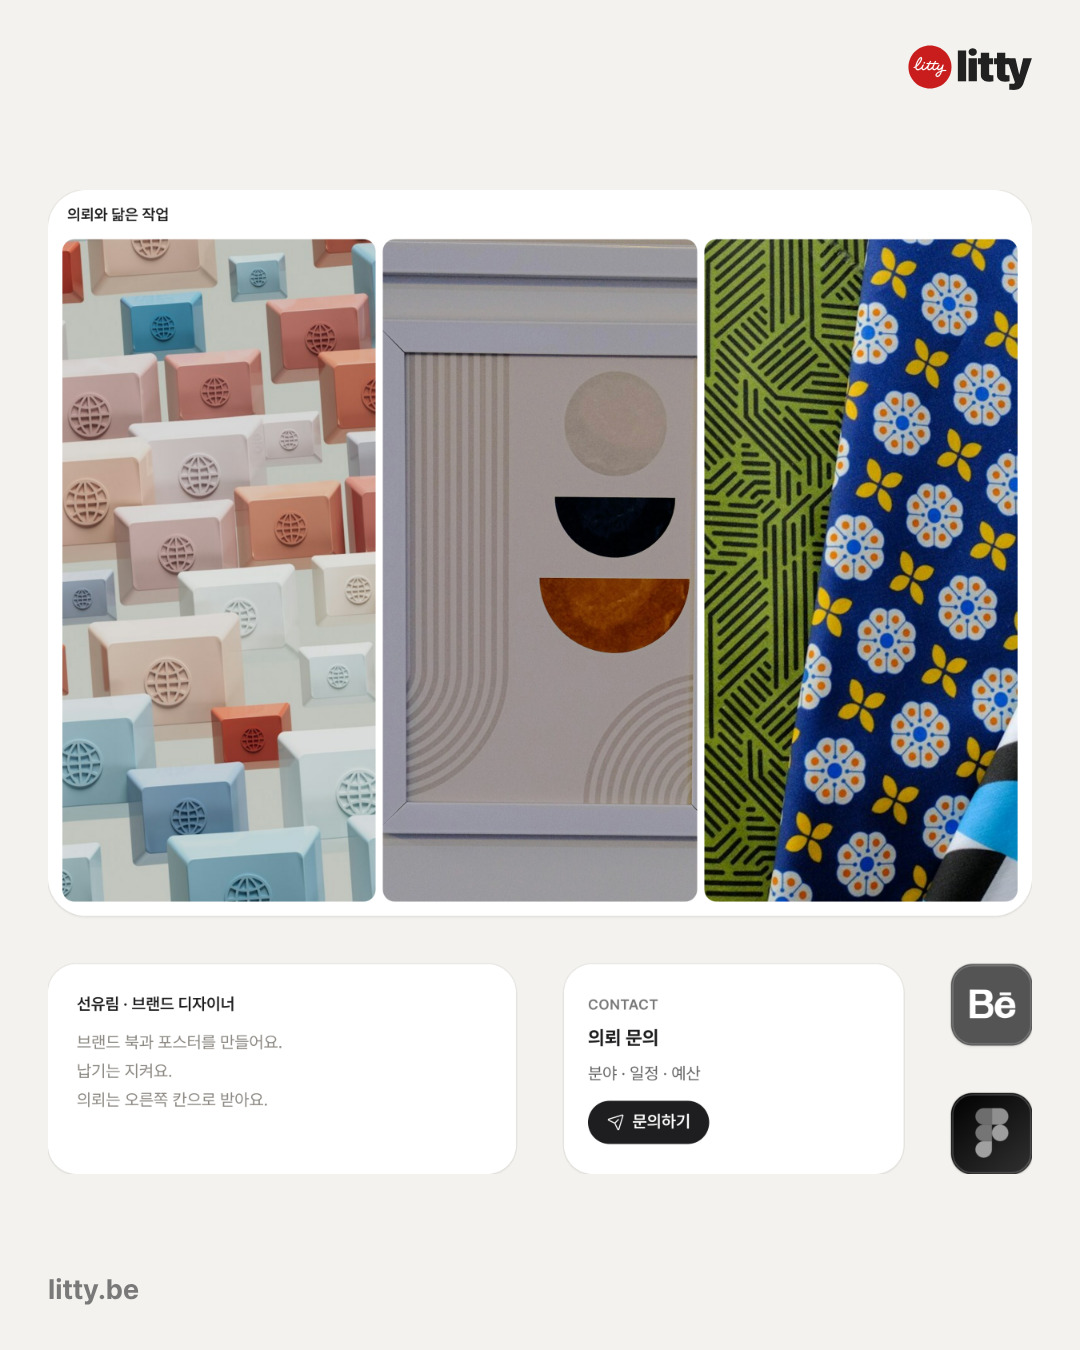 litty litty
의뢰와 닮은 작업
선유림 · 브랜드 디자이너
브랜드 북과 포스터를 만들어요.
납기는 지켜요.
의뢰는 오른쪽 칸으로 받아요.
CONTACT
의뢰 문의
분야 · 일정 · 예산
문의하기
Bē
litty.be